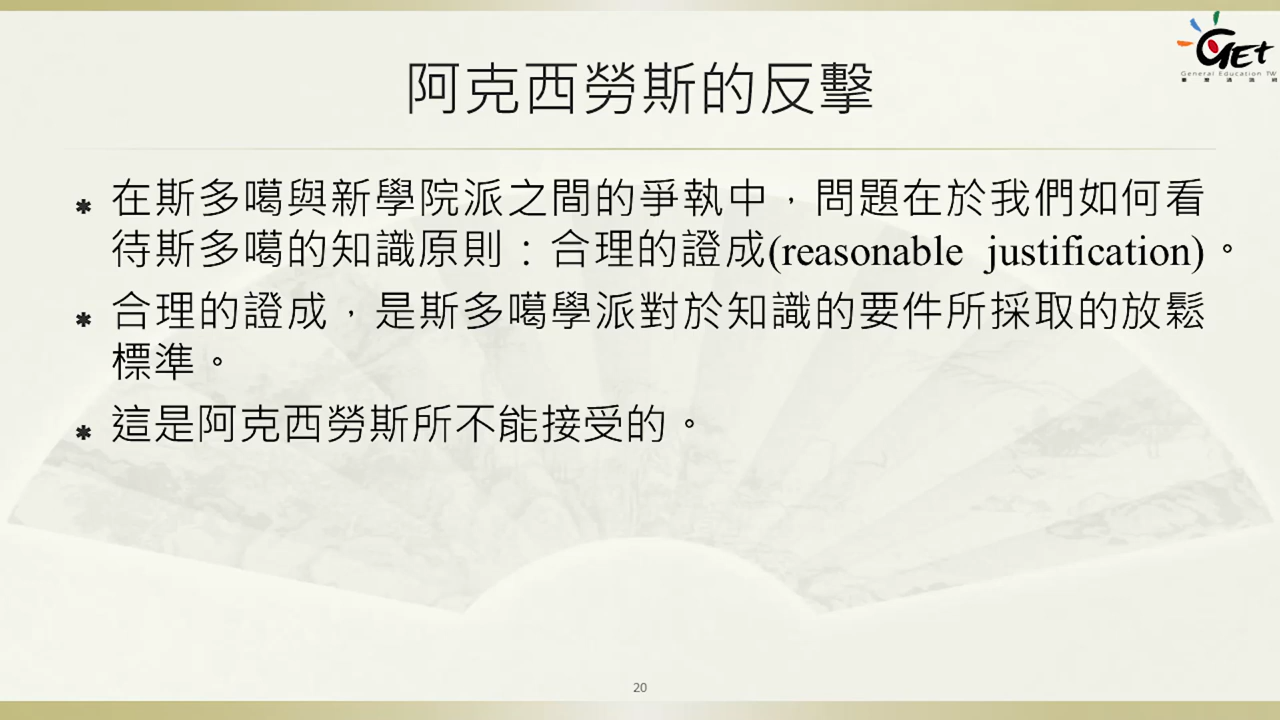 GET
General Education TW
阿克西勞斯的反擊
在斯多噶與新學院派之間的爭執中，問題在於我們如何看
待斯多噶的知識原則：合理的證成(reasonable justification)。
合理的證成，是斯多噶學派對於知識的要件所採取的放鬆
標準。
這是阿克西勞斯所不能接受的。
20